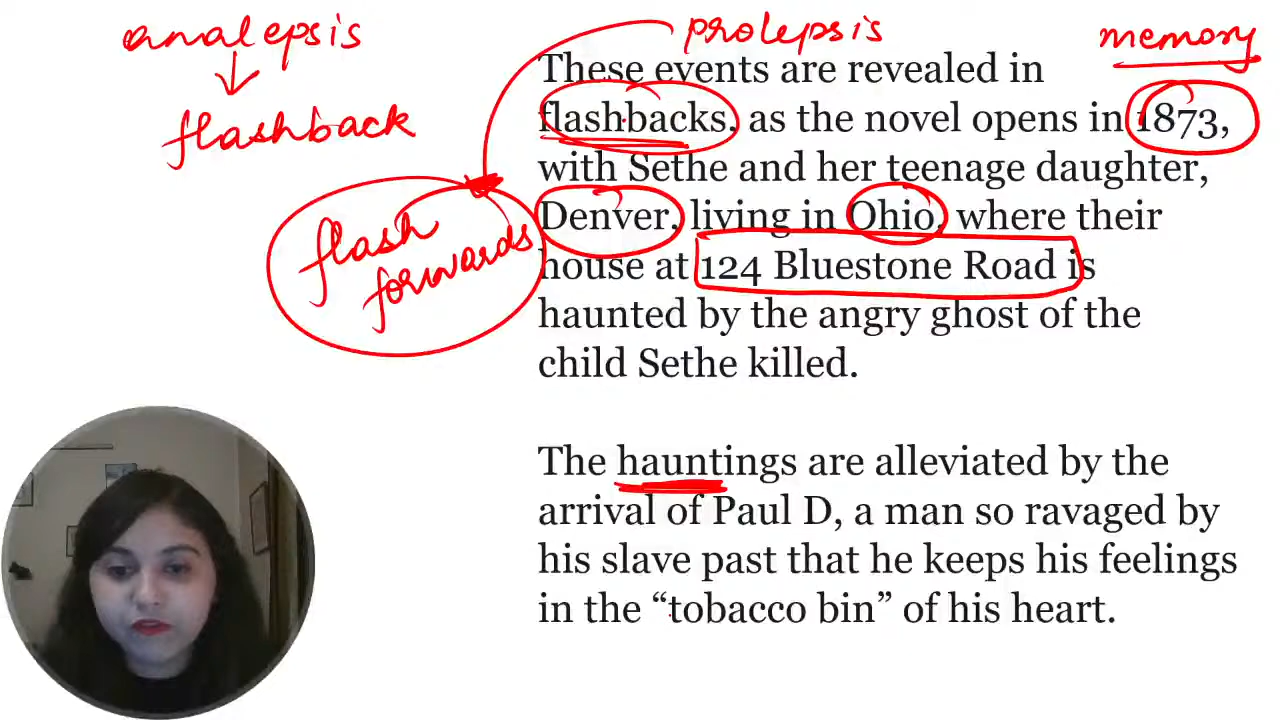 analepsis
flashback
prolepsis
memory
flash
forwards
These events are revealed in
flashbacks, as the novel opens in 1873,
with Sethe and her teenage daughter,
Denver, living in Ohio, where their
house at 124 Bluestone Road is
haunted by the angry ghost of the
child Sethe killed.
The hauntings are alleviated by the
arrival of Paul D, a man so ravaged by
his slave past that he keeps his feelings
in the “tobacco bin” of his heart.